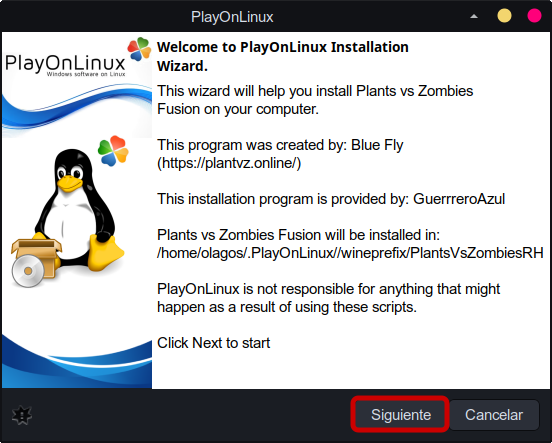 PlayOnLinux
PlayOnLinux
Windows software on Linux
Welcome to PlayOnLinux Installation
Wizard.
This wizard will help you install Plants vs Zombies
Fusion on your computer.
This program was created by: Blue Fly
(https://plantvz.online/)
This installation program is provided by: GuerrreroAzul
Plants vs Zombies Fusion will be installed in:
/home/olagos/.PlayOnLinux//wineprefix/PlantsVsZombiesRH
PlayOnLinux is not responsible for anything that might
happen as a result of using these scripts.
Click Next to start
Siguiente
Cancelar